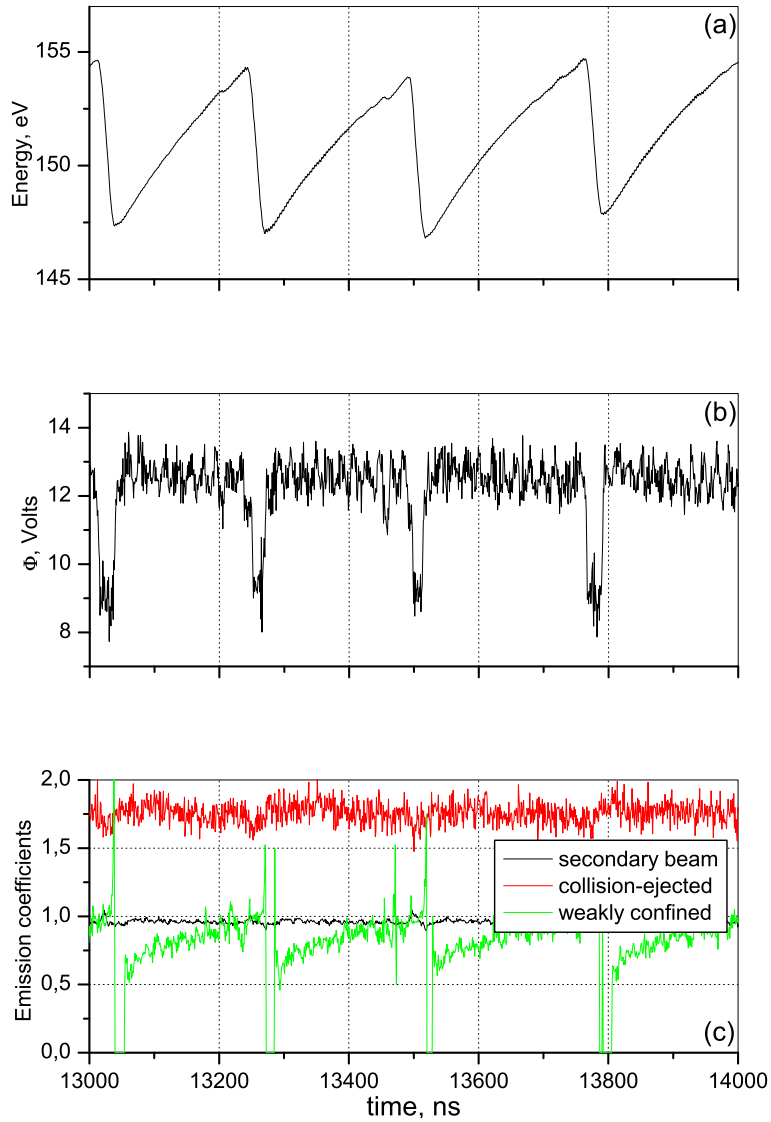 (a)
155
150
145
Energy, eV
(b)
14
12
10
8
Φ, Volts
2,0
1,5
1,0
0,5
0,0
Emission coefficients
secondary beam
collision-ejected
weakly confined
(c)
13000 13200 13400 13600 13800 14000
time, ns